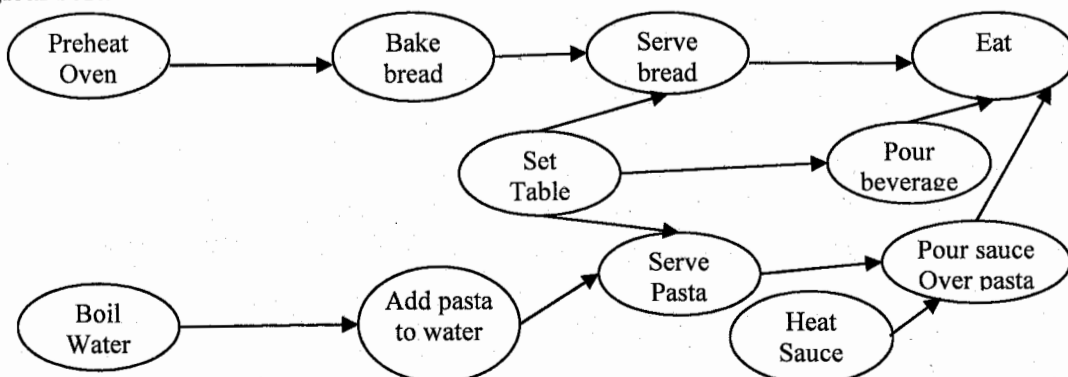 Preheat
Oven
Bake
bread
Serve
bread
Eat
Set
Table
Pour
beverage
Boil
Water
Add pasta
to water
Serve
Pasta
Pour sauce
Over pasta
Heat
Sauce